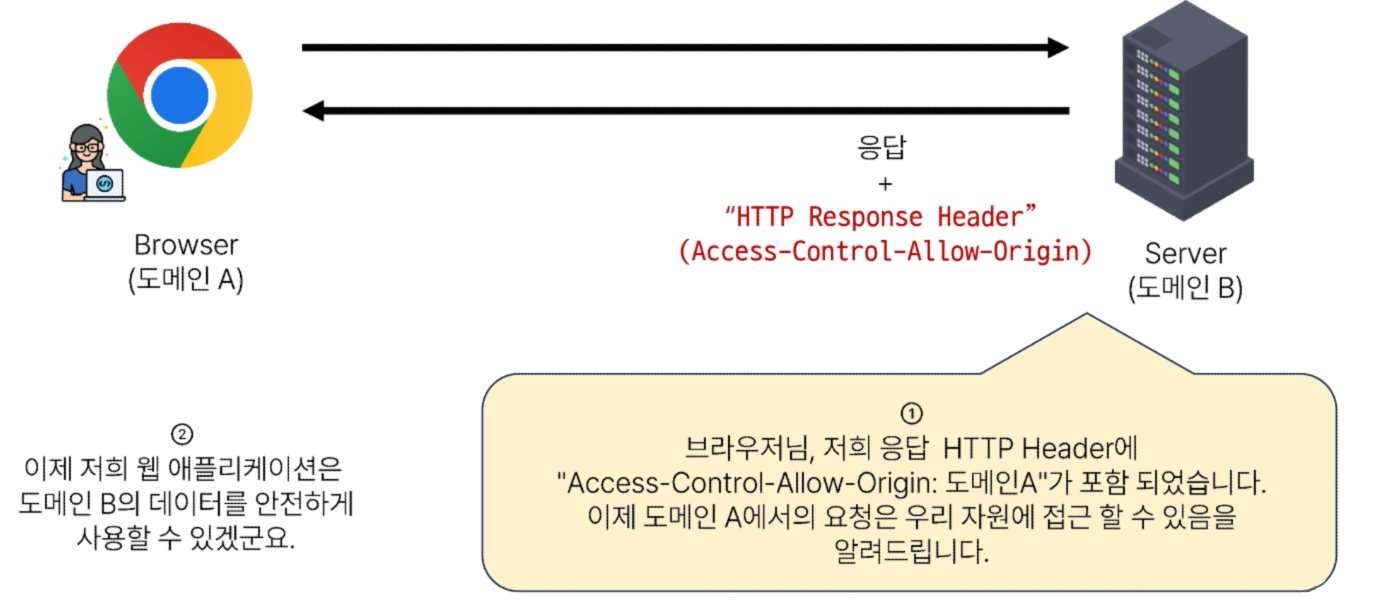 응답
+
“HTTP Response Header”
(Access-Control-Allow-Origin)
Browser
(도메인 A)
Server
(도메인 B)
①
브라우저님, 저희 응답 HTTP Header에
"Access-Control-Allow-Origin: 도메인A"가 포함 되었습니다.
이제 도메인 A에서의 요청은 우리 자원에 접근 할 수 있음을
알려드립니다.
②
이제 저희 웹 애플리케이션은
도메인 B의 데이터를 안전하게
사용할 수 있겠군요.